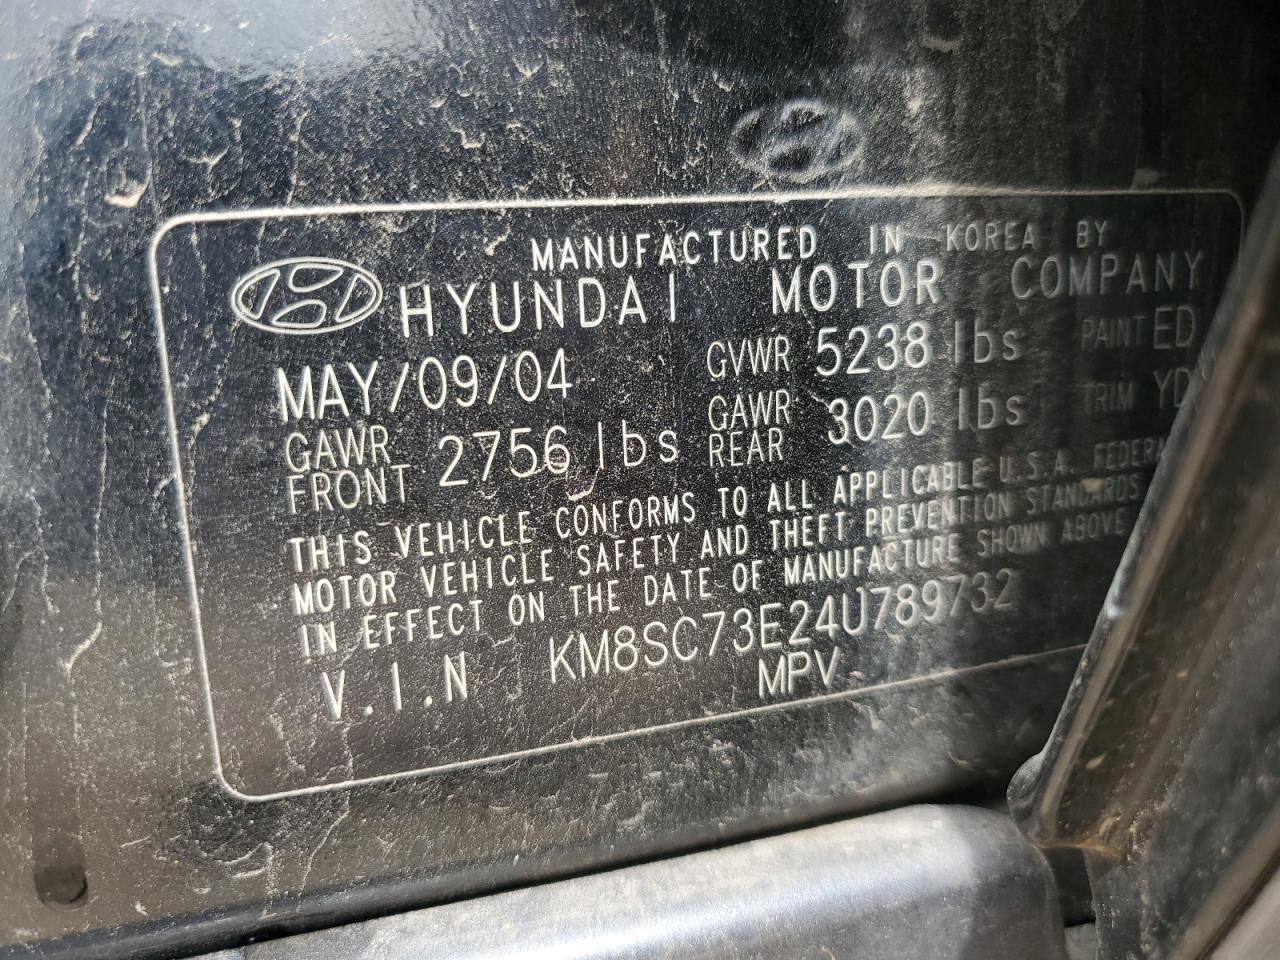 MANUFACTURED IN KOREA BY
HYUNDAI MOTOR COMPANY
MAY/09/04 GVWR 5238 lbs PAINT ED
GAWR FRONT 2756 lbs GAWR REAR 3020 lbs TRIM YD
THIS VEHICLE CONFORMS TO ALL APPLICABLE U.S.A.
MOTOR VEHICLE SAFETY AND THEFT PREVENTION STANDARDS
IN EFFECT ON THE DATE OF MANUFACTURE SHOWN ABOVE
V.I.N KM8SC73E24U789732
MPV